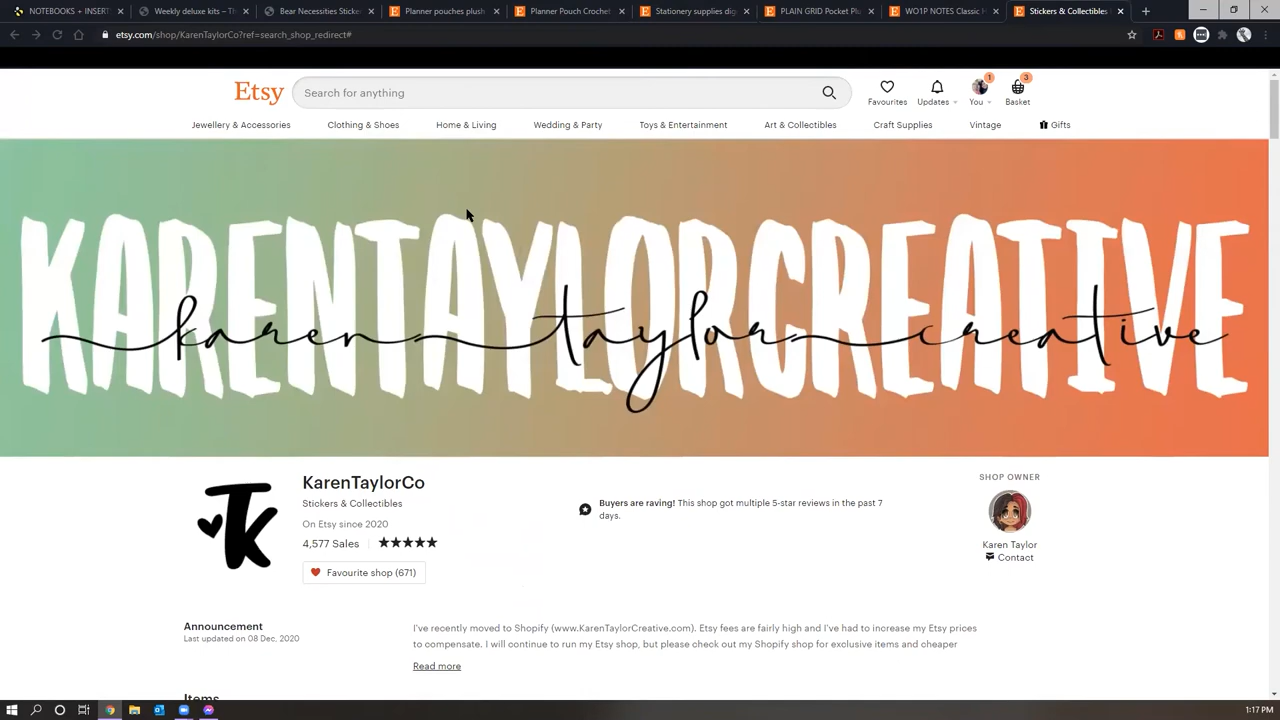 NOTEBOOKS + INSERT
Weekly deluxe kits – Th
Bear Necessities Sticke
Planner pouches plush
Planner Pouch Crochet
Stationery supplies dig
PLAIN GRID Pocket Plu
WO1P NOTES Classic H
Stickers & Collectibles
etsy.com/shop/KarenTaylorCo?ref=search_shop_redirect#
Etsy
Search for anything
Favourites
Updates
1
You
3
Basket
Jewellery & Accessories
Clothing & Shoes
Home & Living
Wedding & Party
Toys & Entertainment
Art & Collectibles
Craft Supplies
Vintage
Gifts
KARENTAYLORCREATIVE
karen taylor creative
TK
KarenTaylorCo
Stickers & Collectibles
On Etsy since 2020
4,577 Sales
Favourite shop (671)
Buyers are raving! This shop got multiple 5-star reviews in the past 7
days.
SHOP OWNER
Karen Taylor
Contact
Announcement
Last updated on 08 Dec, 2020
I've recently moved to Shopify (www.KarenTaylorCreative.com). Etsy fees are fairly high and I've had to increase my Etsy prices
to compensate. I will continue to run my Etsy shop, but please check out my Shopify shop for exclusive items and cheaper
Read more
Items
1:17 PM